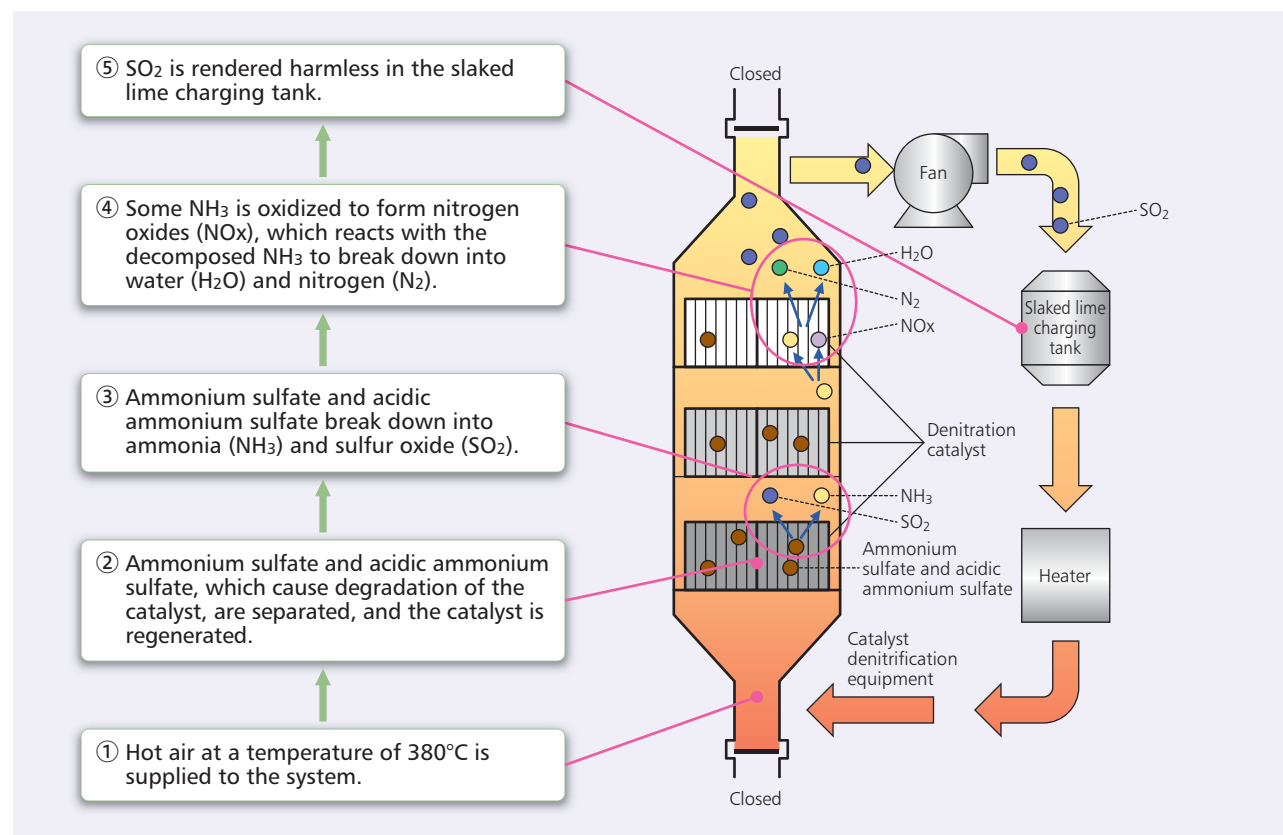 ⑤ SO₂ is rendered harmless in the slaked
lime charging tank.
④ Some NH₃ is oxidized to form nitrogen
oxides (NOx), which reacts with the
decomposed NH₃ to break down into
water (H₂O) and nitrogen (N₂).
③ Ammonium sulfate and acidic
ammonium sulfate break down into
ammonia (NH₃) and sulfur oxide (SO₂).
② Ammonium sulfate and acidic ammonium
sulfate, which cause degradation of the
catalyst, are separated, and the catalyst is
regenerated.
① Hot air at a temperature of 380°C is
supplied to the system.
Closed
Fan
SO₂
H₂O
N₂
NOx
Slaked lime
charging
tank
Denitration
catalyst
NH₃
SO₂
Ammonium
sulfate and acidic
ammonium sulfate
Heater
Catalyst
denitrification
equipment
Closed